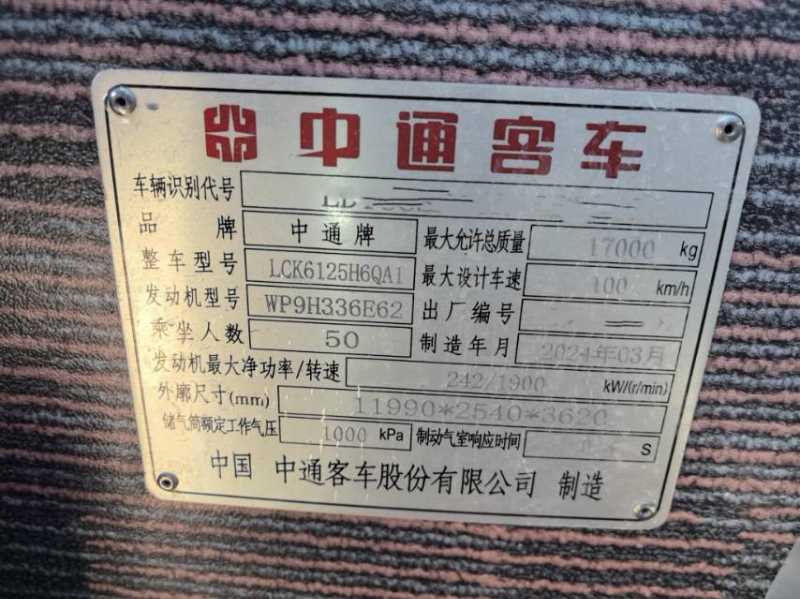 中通客车
车辆识别代号
品牌 中通牌 最大允许总质量 17000 kg
整车型号 LCK6125H6QA1 最大设计车速 100 km/h
发动机型号 WP9H336E62 出厂编号
乘坐人数 50 制造年月 2024年03月
发动机最大净功率/转速 242/1900 kW/(r/min)
外廓尺寸(mm) 11990*2540*3620
储气筒额定工作气压 1000 kPa 制动气室响应时间 S
中国 中通客车股份有限公司 制造